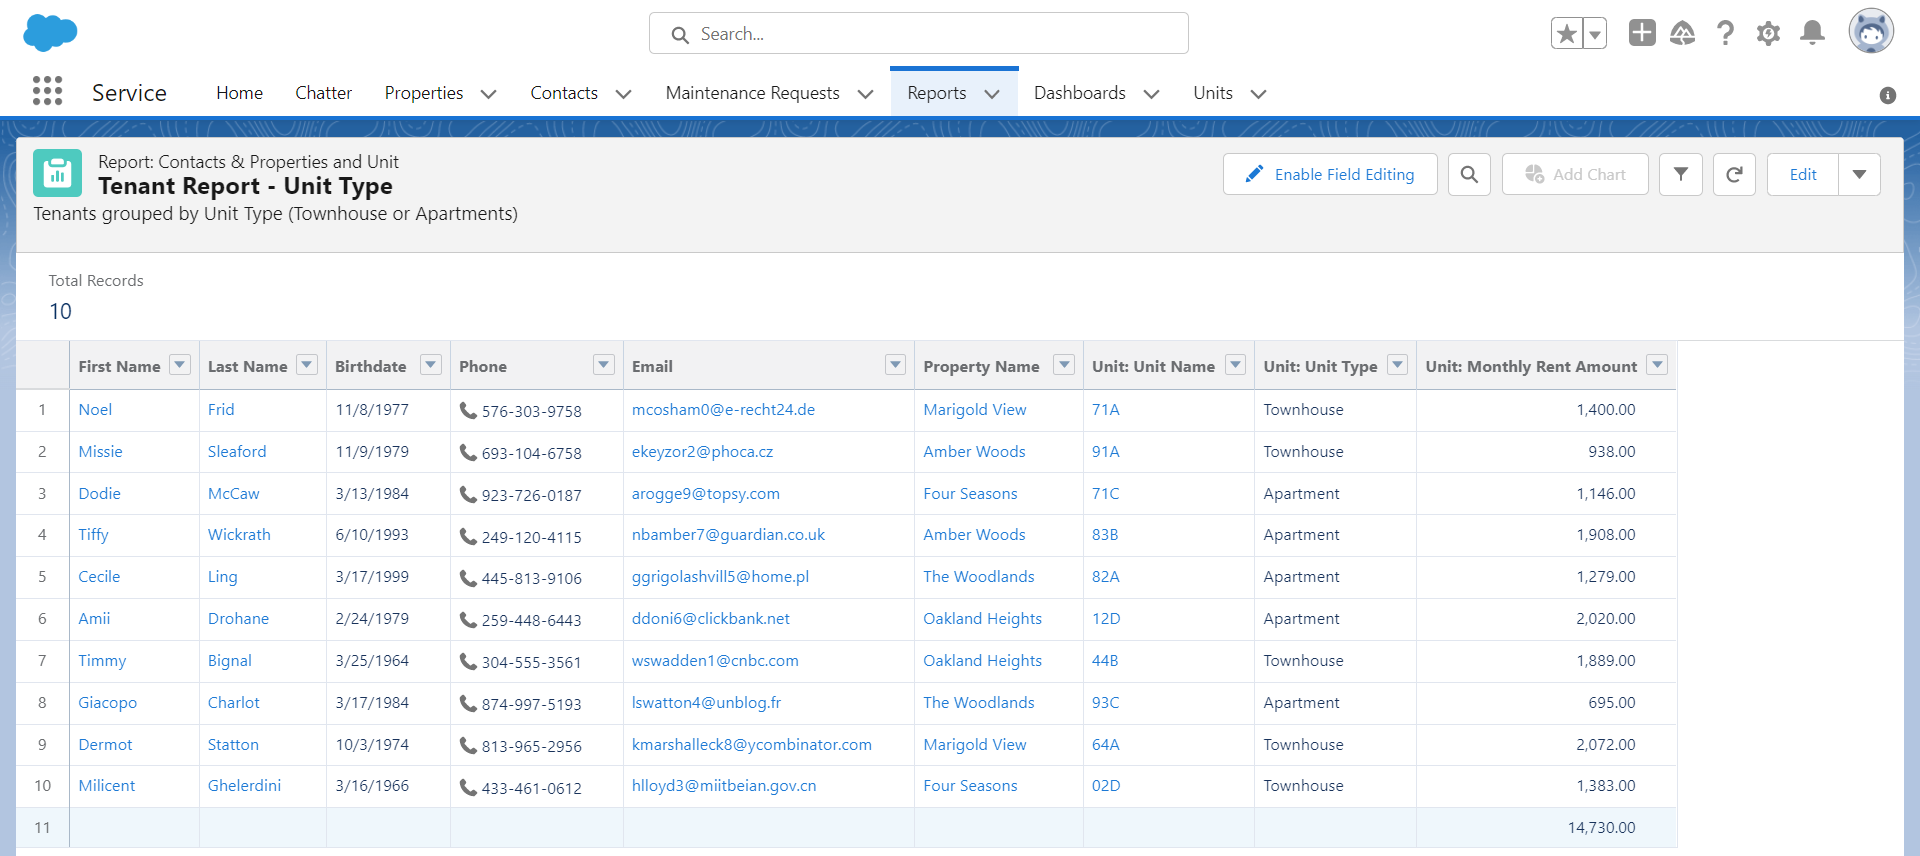 Search...
Service Home Chatter Properties Contacts Maintenance Requests Reports Dashboards Units
Report: Contacts & Properties and Unit
Tenant Report - Unit Type
Tenants grouped by Unit Type (Townhouse or Apartments)
Enable Field Editing Add Chart Edit
Total Records
10
First Name Last Name Birthdate Phone Email Property Name Unit: Unit Name Unit: Unit Type Unit: Monthly Rent Amount
1 Noel Frid 11/8/1977 576-303-9758 mcosham0@e-recht24.de Marigold View 71A Townhouse 1,400.00
2 Missie Sleaford 11/9/1979 693-104-6758 ekeyzor2@phoca.cz Amber Woods 91A Townhouse 938.00
3 Dodie McCaw 3/13/1984 923-726-0187 arogge9@topsy.com Four Seasons 71C Apartment 1,146.00
4 Tiffy Wickrath 6/10/1993 249-120-4115 nbamber7@guardian.co.uk Amber Woods 83B Apartment 1,908.00
5 Cecile Ling 3/17/1999 445-813-9106 ggrigolashvill5@home.pl The Woodlands 82A Apartment 1,279.00
6 Amii Drohane 2/24/1979 259-448-6443 ddoni6@clickbank.net Oakland Heights 12D Apartment 2,020.00
7 Timmy Bignal 3/25/1964 304-555-3561 wswadden1@cnbc.com Oakland Heights 44B Townhouse 1,889.00
8 Giacopo Charlot 3/17/1984 874-997-5193 lswatton4@unblog.fr The Woodlands 93C Apartment 695.00
9 Dermot Statton 10/3/1974 813-965-2956 kmarshalleck8@ycombinator.com Marigold View 64A Townhouse 2,072.00
10 Milicent Ghelerdini 3/16/1966 433-461-0612 hlloyd3@miitbeian.gov.cn Four Seasons 02D Townhouse 1,383.00
11 14,730.00